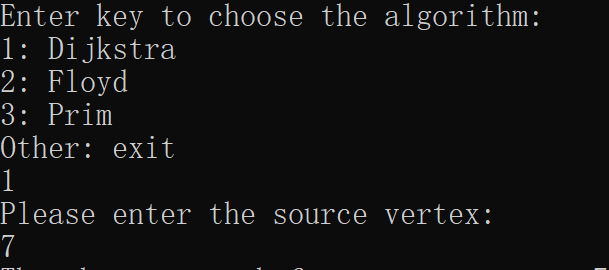 Enter key to choose the algorithm:
1: Dijkstra
2: Floyd
3: Prim
Other: exit
1
Please enter the source vertex:
7